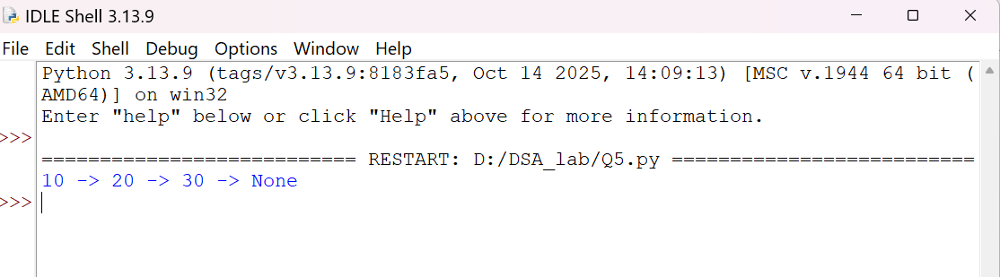 IDLE Shell 3.13.9
File Edit Shell Debug Options Window Help
Python 3.13.9 (tags/v3.13.9:8183fa5, Oct 14 2025, 14:09:13) [MSC v.1944 64 bit (
AMD64)] on win32
Enter "help" below or click "Help" above for more information.
>>>
=========================== RESTART: D:/DSA_lab/Q5.py ==========================
10 -> 20 -> 30 -> None
>>>